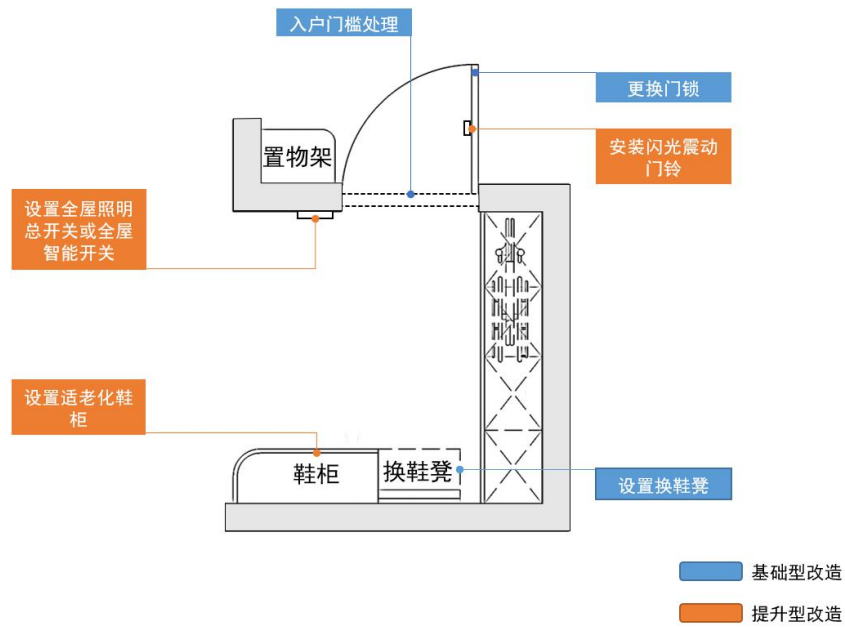 入户门槛处理
更换门锁
安装闪光震动
门铃
置物架
设置全屋照明
总开关或全屋
智能开关
设置适老化鞋
柜
鞋柜
换鞋凳
设置换鞋凳
基础型改造
提升型改造